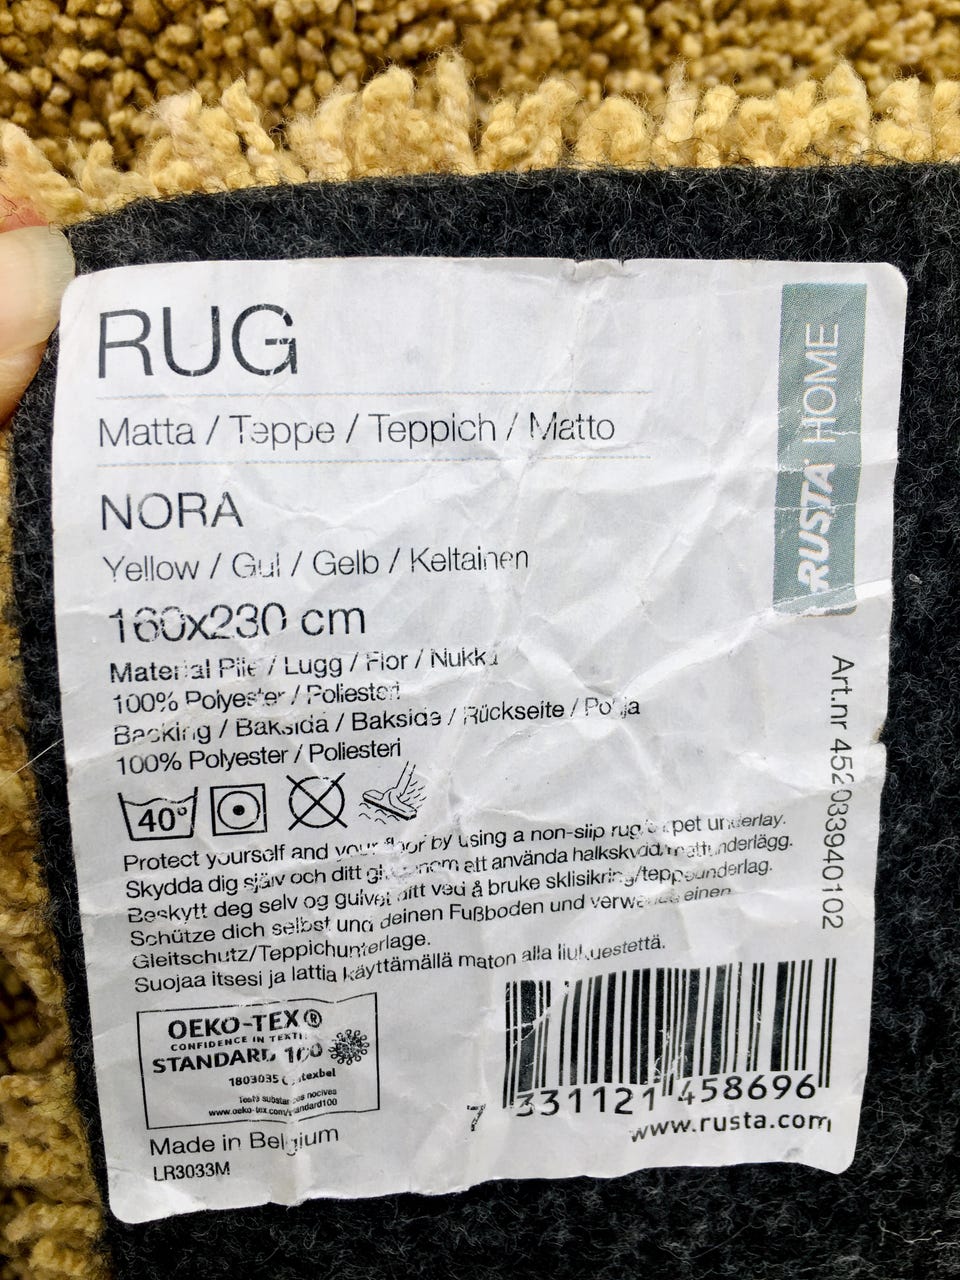 RUG
Matta / Teppe / Teppich / Matto
NORA
Yellow / Gul / Gelb / Keltainen
160x230 cm
Material Pile / Lugg / Flor / Nukka
100% Polyester / Poliesteri
Backing / Baksida / Bakside / Rückseite / Pohja
100% Polyester / Poliesteri
40°
Protect yourself and your floor by using a non-slip rug/carpet underlay.
Skydda dig själv och ditt golv genom att använda halkskydd/mattunderlägg.
Beskytt deg selv og gulvet ditt ved å bruke sklisikring/teppeunderlag.
Schütze dich selbst und deinen Fußboden und verwende einen
Gleitschutz/Teppichunterlage.
Suojaa itsesi ja lattia käyttämällä maton alla liukuestettä.
OEKO-TEX®
CONFIDENCE IN TEXTILES
STANDARD 100
1803035 Centexbel
Tests substances nocives
www.oeko-tex.com/standard100
Made in Belgium
LR3033M
7 331121 458696
www.rusta.com
RUSTA HOME
Art.nr